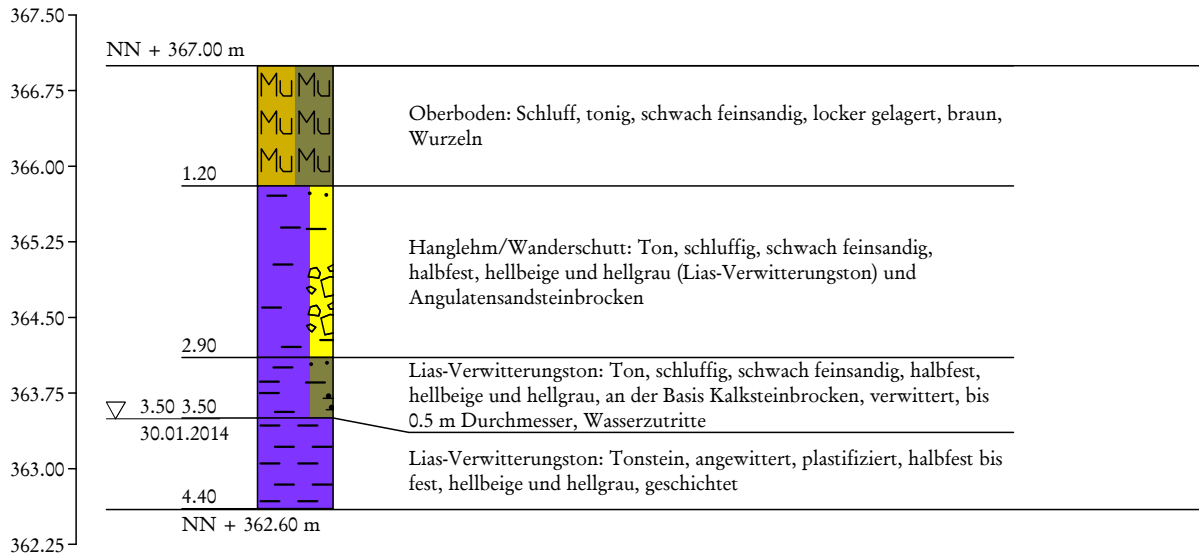 367.50
NN + 367.00 m
366.75
Mu Mu
Mu Mu
Mu Mu
Oberboden: Schluff, tonig, schwach feinsandig, locker gelagert, braun,
Wurzeln
366.00
1.20
365.25
Hanglehm/Wanderschutt: Ton, schluffig, schwach feinsandig,
halbfest, hellbeige und hellgrau (Lias-Verwitterungston) und
Angulatensandsteinbrocken
364.50
2.90
Lias-Verwitterungston: Ton, schluffig, schwach feinsandig, halbfest,
hellbeige und hellgrau, an der Basis Kalksteinbrocken, verwittert, bis
0.5 m Durchmesser, Wasserzutritte
363.75
3.50 3.50
30.01.2014
363.00
Lias-Verwitterungston: Tonstein, angewittert, plastifiziert, halbfest bis
fest, hellbeige und hellgrau, geschichtet
4.40
NN + 362.60 m
362.25